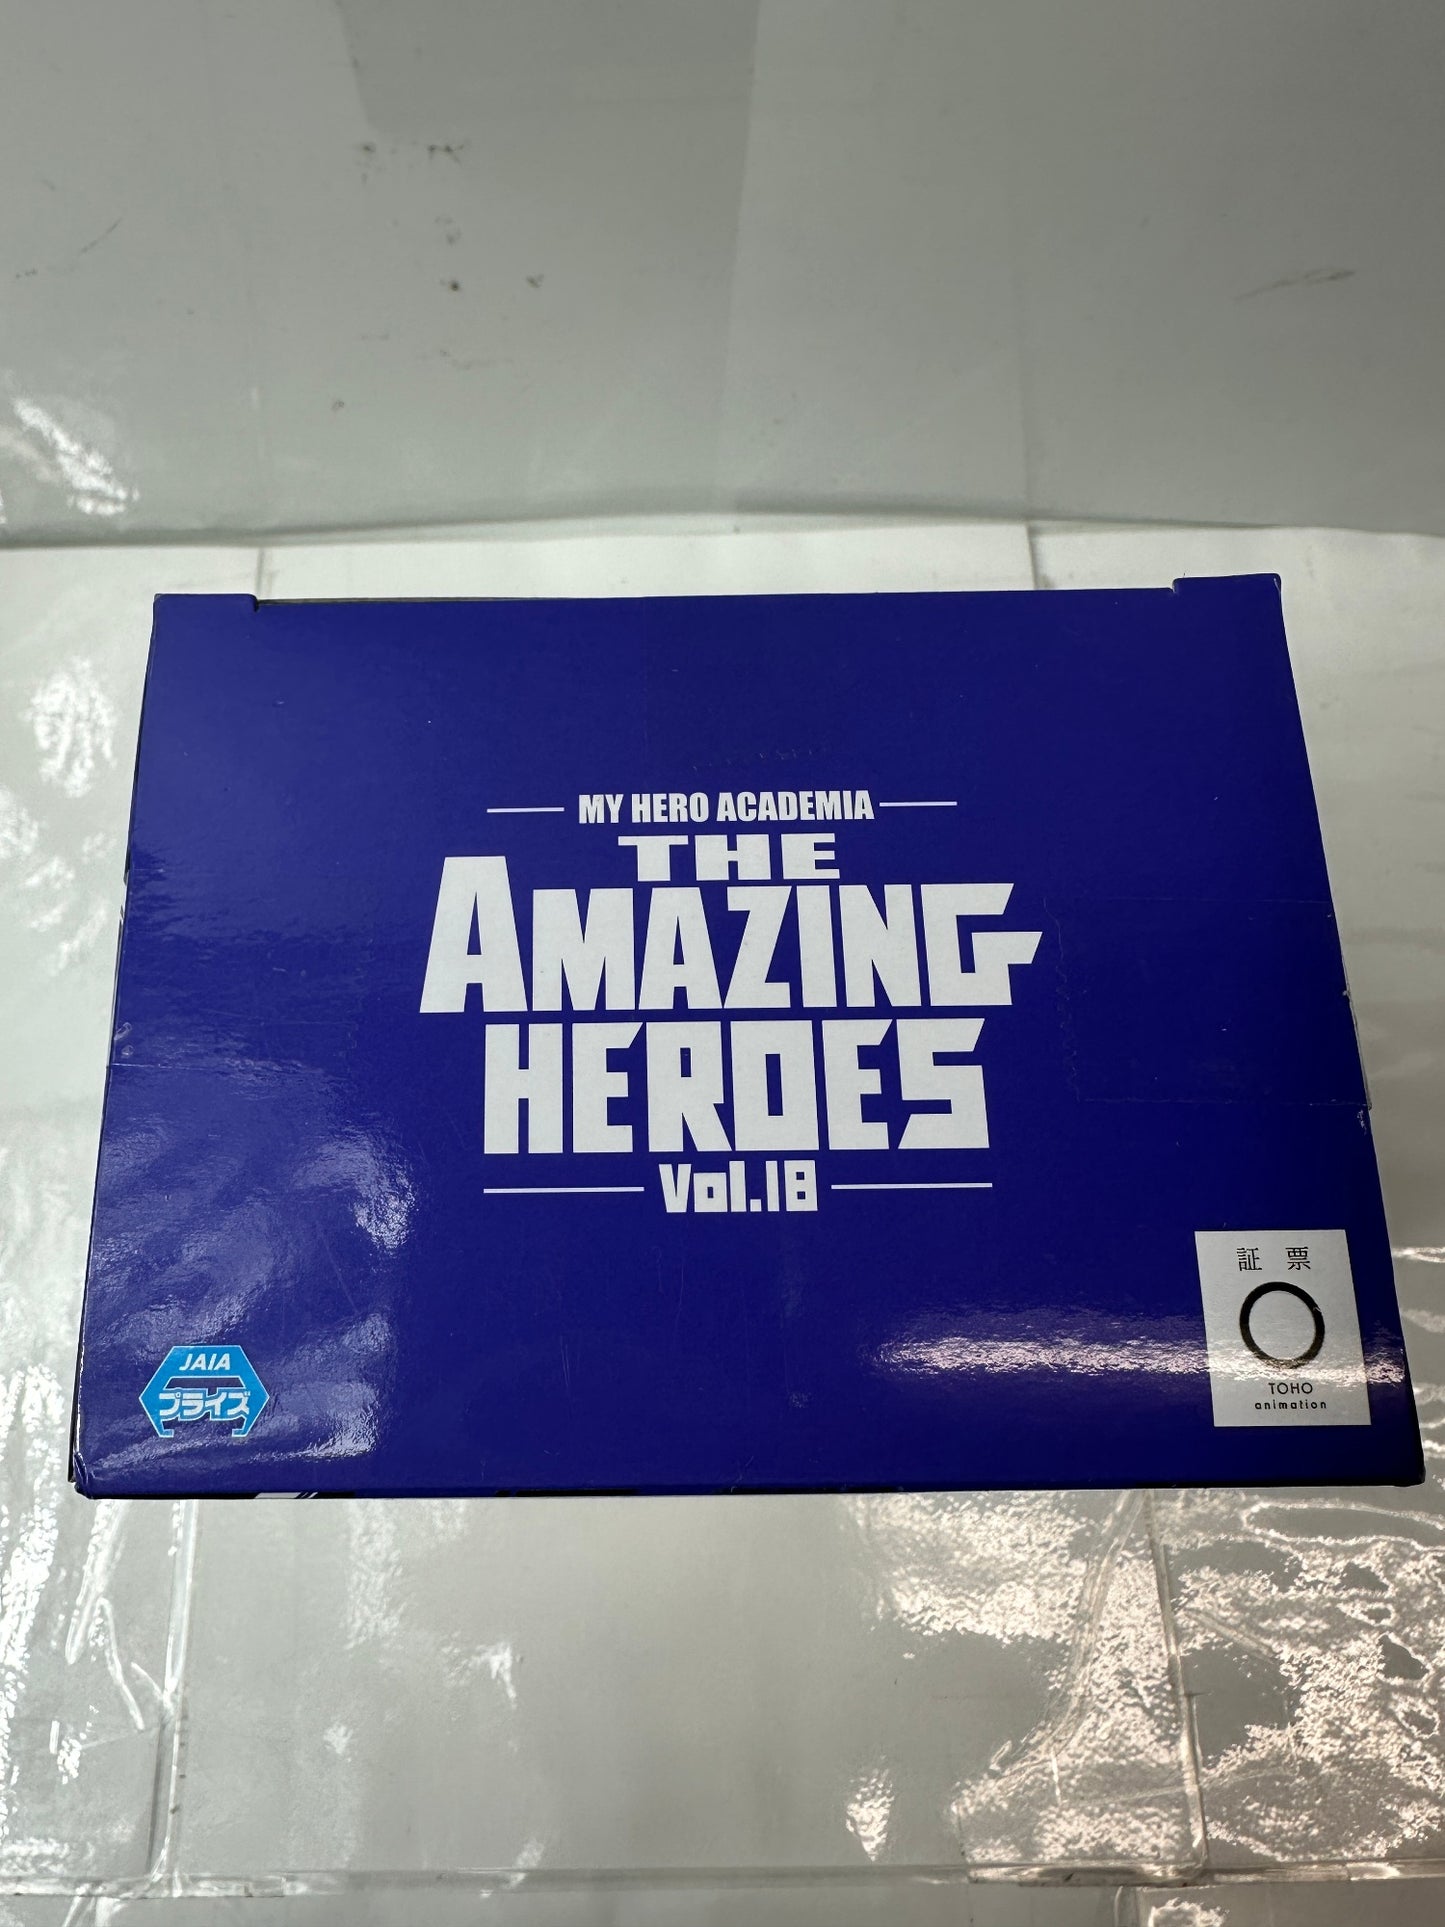 MY HERO ACADEMIA
THE
AMAZING
HEROES
Vol.18
証 票
TOHO
animation
JAIA
プライズ